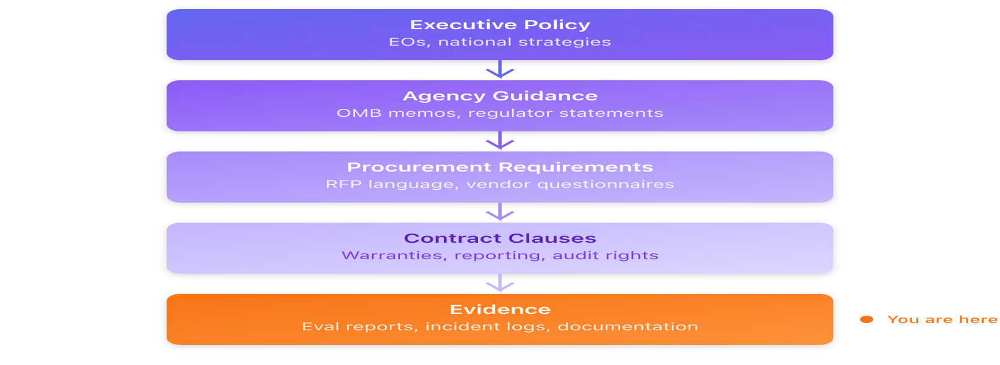 Executive Policy
EOs, national strategies
Agency Guidance
OMB memos, regulator statements
Procurement Requirements
RFP language, vendor questionnaires
Contract Clauses
Warranties, reporting, audit rights
Evidence
Eval reports, incident logs, documentation
You are here